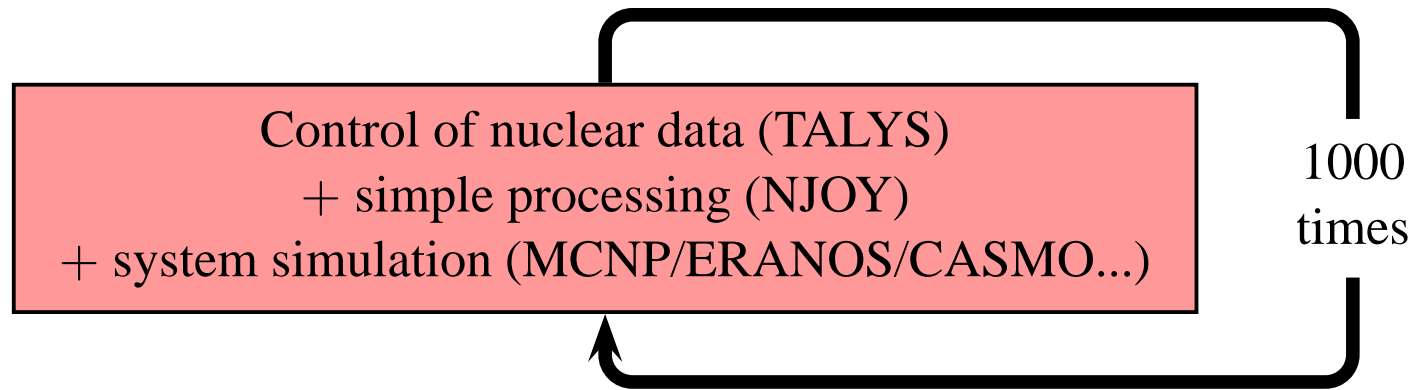 Control of nuclear data (TALYS)
+ simple processing (NJOY)
+ system simulation (MCNP/ERANOS/CASMO...)
1000
times